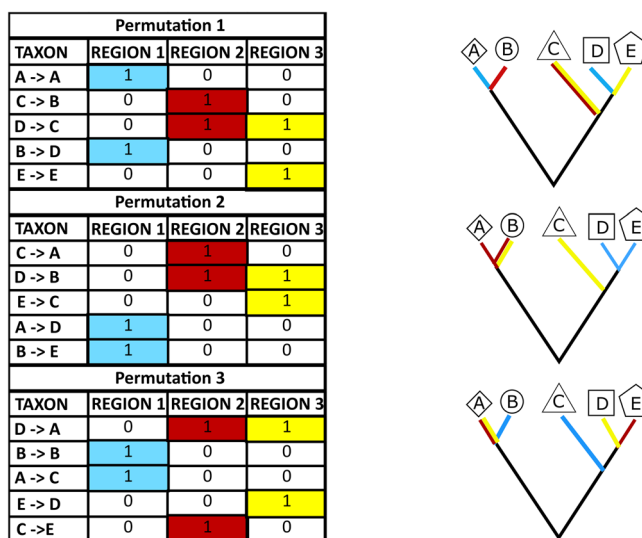 Permutation 1
TAXON REGION 1 REGION 2 REGION 3
A -> A 1 0 0
C -> B 0 1 0
D -> C 0 1 1
B -> D 1 0 0
E -> E 0 0 1
A B C D E
Permutation 2
TAXON REGION 1 REGION 2 REGION 3
C -> A 0 1 0
D -> B 0 1 1
E -> C 0 0 1
A -> D 1 0 0
B -> E 1 0 0
A B C D E
Permutation 3
TAXON REGION 1 REGION 2 REGION 3
D -> A 0 1 1
B -> B 1 0 0
A -> C 1 0 0
E -> D 0 0 1
C ->E 0 1 0
A B C D E